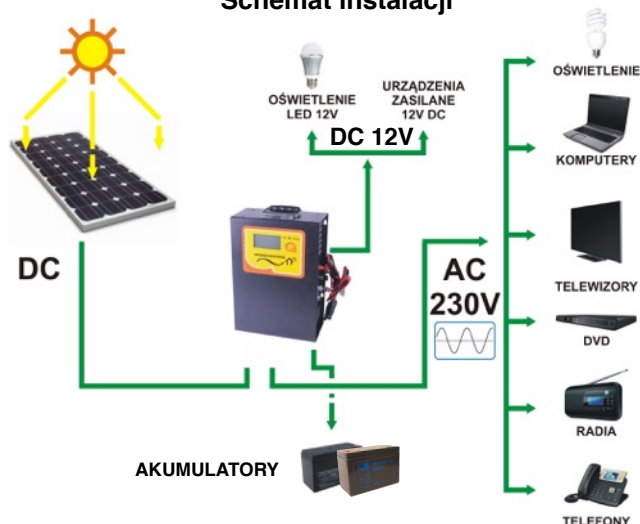 Schemat instalacji
OŚWIETLENIE
LED 12V
URZĄDZENIA
ZASILANE
12V DC
DC 12V
DC
AC
230V
AKUMULATORY
OŚWIETLENIE
KOMPUTERY
TELEWIZORY
DVD
RADIA
TELEFONY